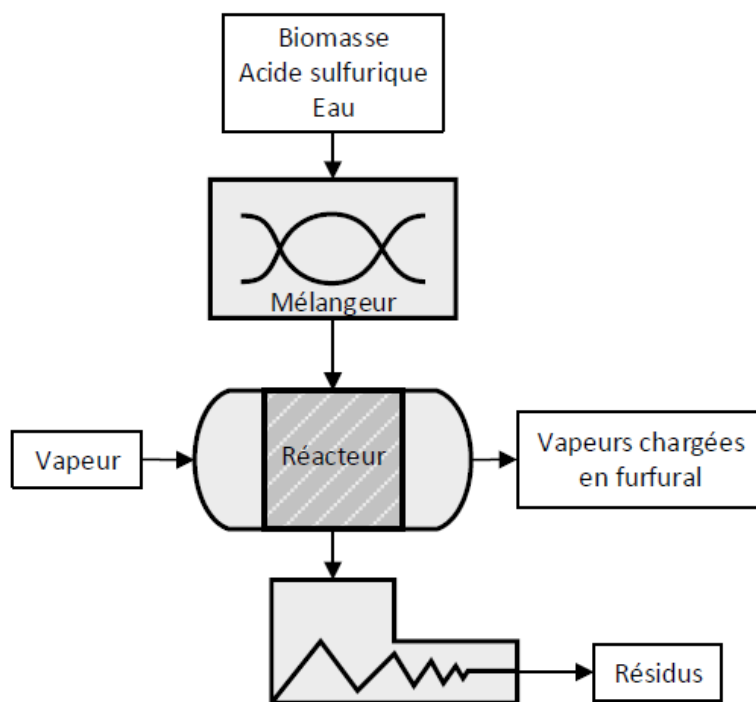 Biomasse
Acide sulfurique
Eau
Mélangeur
Vapeur
Réacteur
Vapeurs chargées
en furfural
Résidus